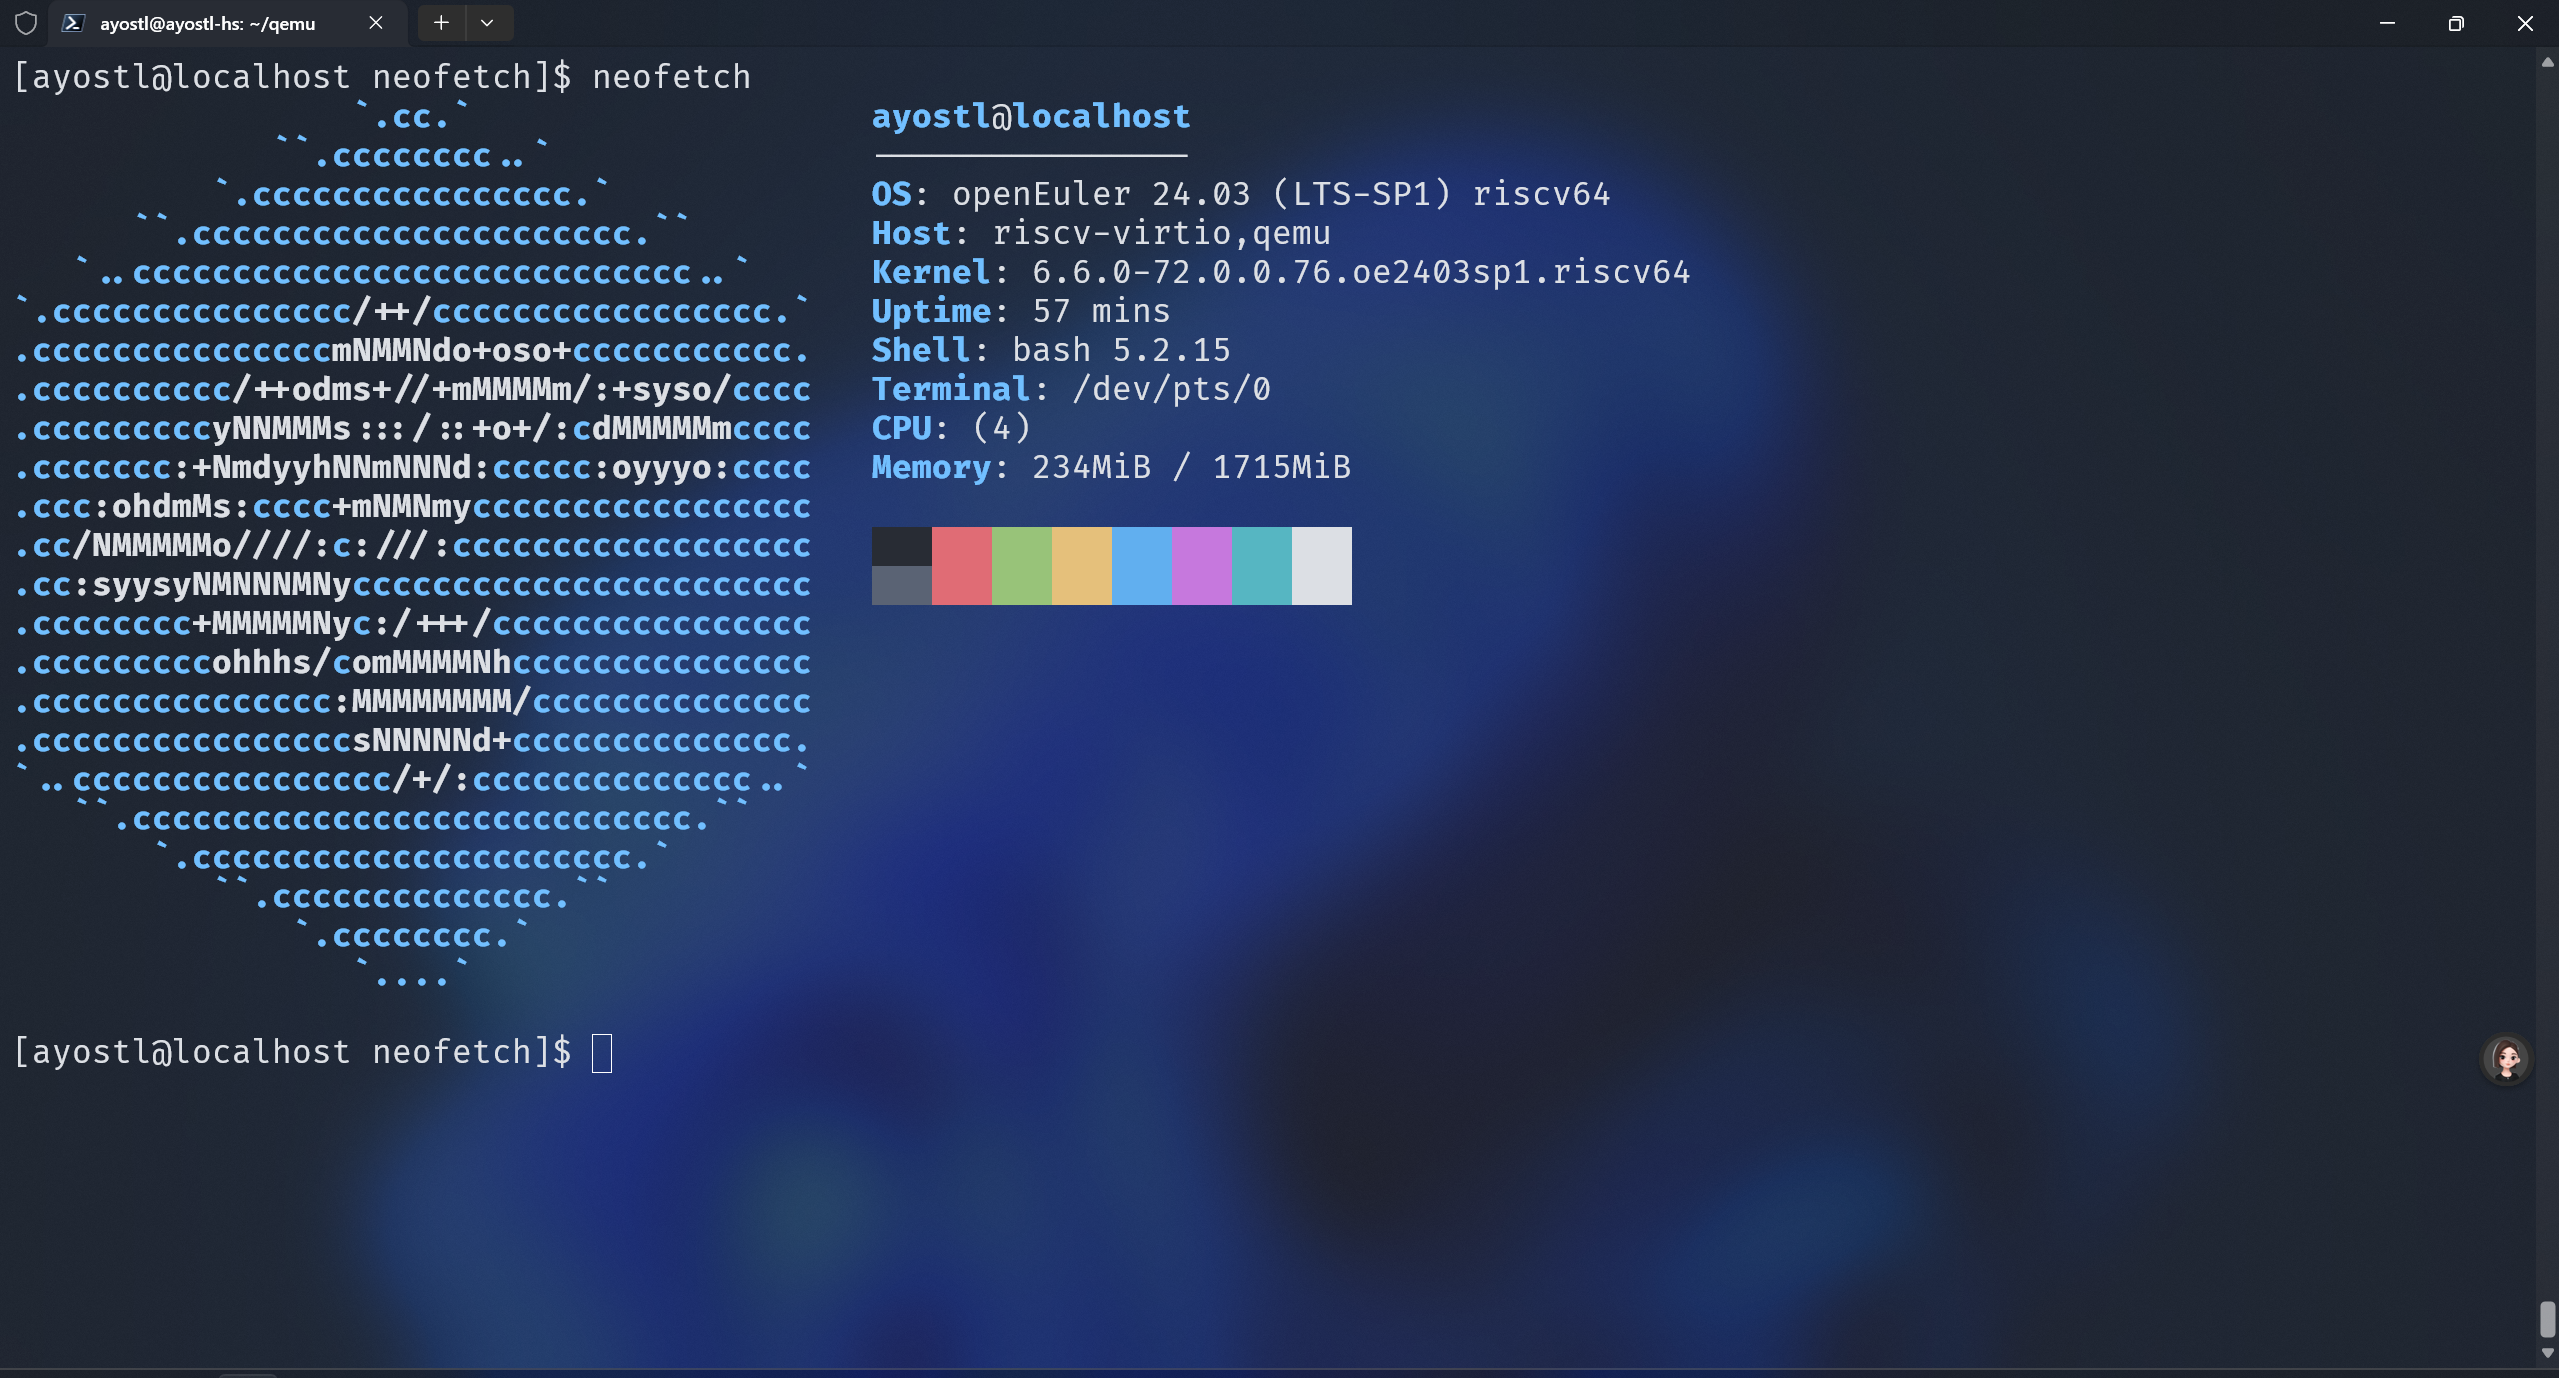 ayostl@ayostl-hs: ~/qemu
[ayostl@localhost neofetch]$ neofetch
`.cc.`
``.cccccccc..`
`.cccccccccccccccc.`
``.cccccccccccccccccccccc.``
`..cccccccccccccccccccccccccccc..`
`.ccccccccccccccc/++/ccccccccccccccccc.`
.cccccccccccccccmNMMNdo+oso+ccccccccccc.
.cccccccccc/++odms+//+mMMMMm/:+syso/cccc
.cccccccccyNNMMMs:::/::+o+/:cdMMMMMmcccc
.ccccccc:+NmdyyhNNmNNNd:ccccc:oyyyo:cccc
.ccc:ohdmMs:cccc+mNMNmyccccccccccccccccc
.cc/NMMMMMo////:c:///:cccccccccccccccccc
.cc:syysyNMNNNMNyccccccccccccccccccccccc
.cccccccc+MMMMMNyc:/+++/cccccccccccccccc
.cccccccccohhhs/comMMMMNhccccccccccccccc
.ccccccccccccccc:MMMMMMMM/cccccccccccccc
.ccccccccccccccccsNNNNNd+cccccccccccccc.
`..cccccccccccccccc/+/:cccccccccccccc..`
``.cccccccccccccccccccccccccccc.``
`.cccccccccccccccccccccc.`
``.cccccccccccccc.``
`.cccccccc.`
`....`
ayostl@localhost
----------------
OS: openEuler 24.03 (LTS-SP1) riscv64
Host: riscv-virtio,qemu
Kernel: 6.6.0-72.0.0.76.oe2403sp1.riscv64
Uptime: 57 mins
Shell: bash 5.2.15
Terminal: /dev/pts/0
CPU: (4)
Memory: 234MiB / 1715MiB
[ayostl@localhost neofetch]$